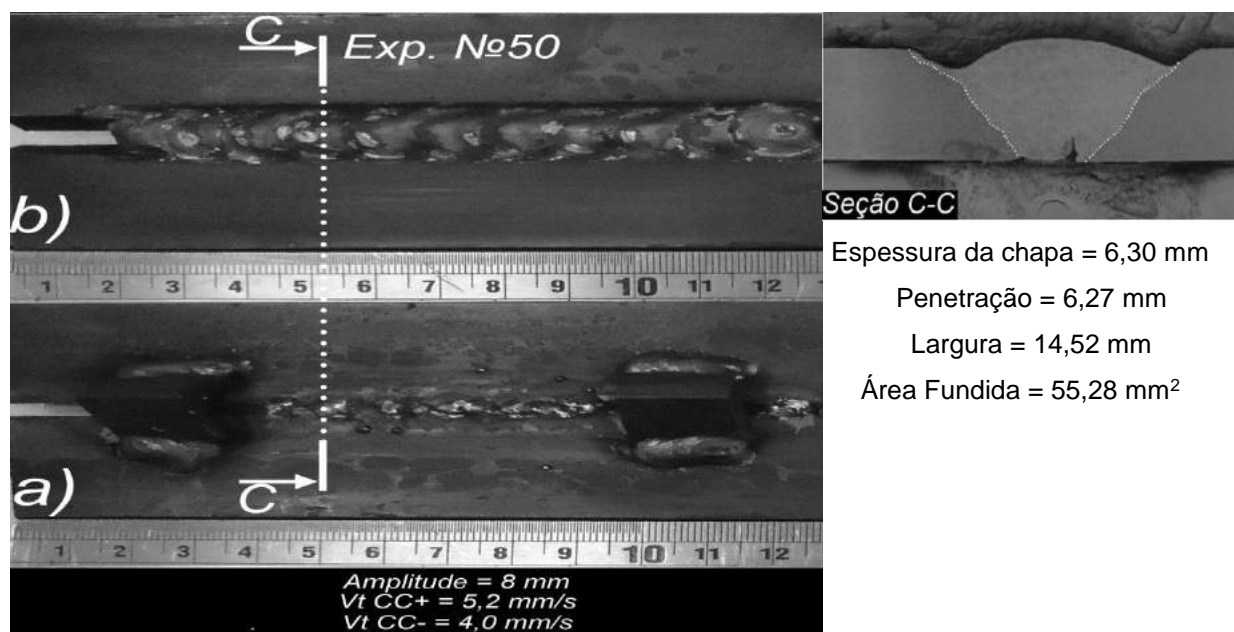 C
Exp. №50
b)
1 2 3 4 5 6 7 8 9 10 11 12
C
a)
1 2 3 4 5 6 7 8 9 10 11 12
Amplitude = 8 mm
Vt CC+ = 5,2 mm/s
Vt CC- = 4,0 mm/s
Seção C-C
Espessura da chapa = 6,30 mm
Penetração = 6,27 mm
Largura = 14,52 mm
Área Fundida = 55,28 mm²